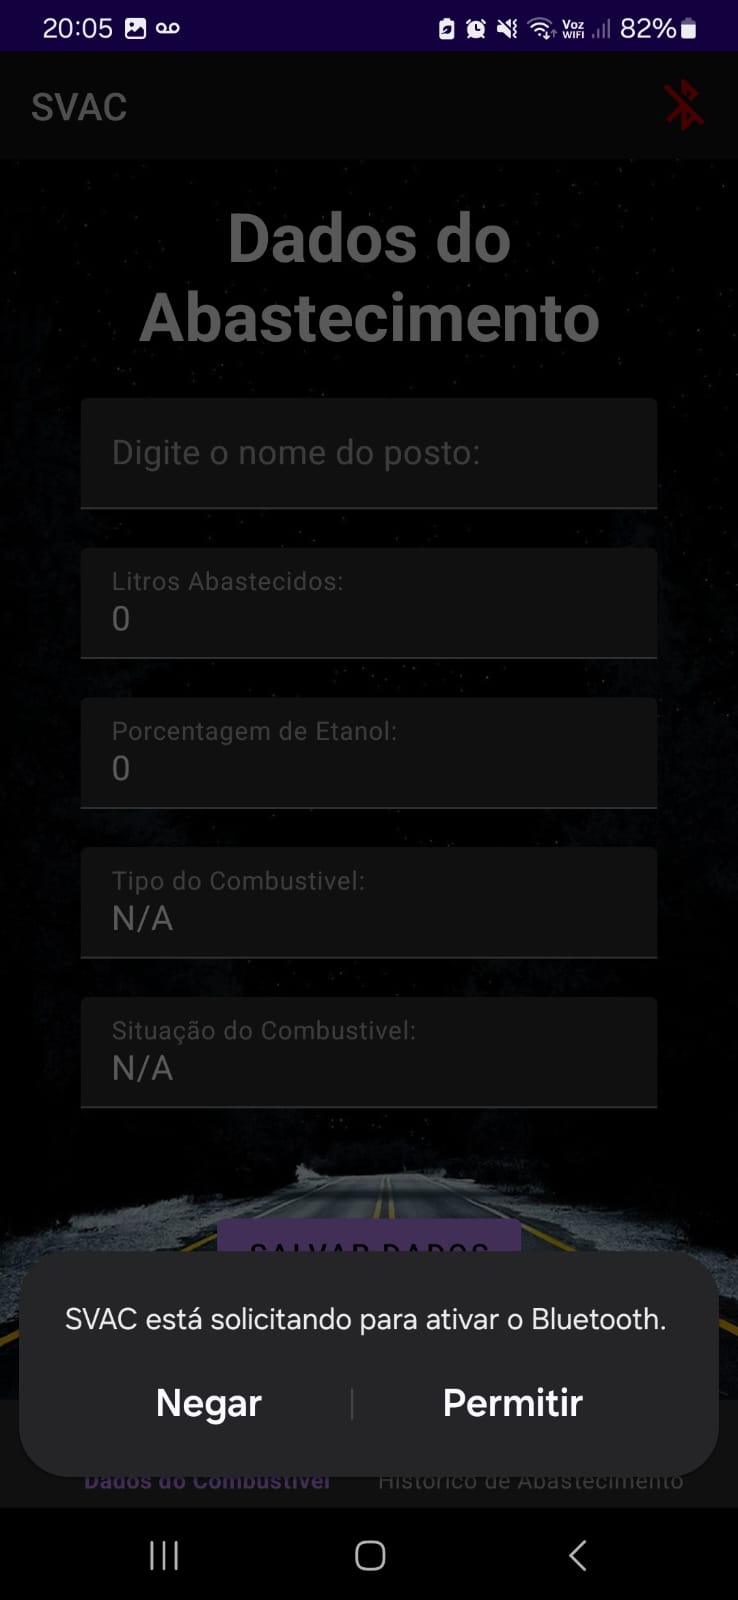 20:05
Voz
WIFI
82%
SVAC
Dados do
Abastecimento
Digite o nome do posto:
Litros Abastecidos:
0
Porcentagem de Etanol:
0
Tipo do Combustivel:
N/A
Situação do Combustivel:
N/A
SALVAR DADOS
SVAC está solicitando para ativar o Bluetooth.
Negar
Permitir
Dados do Combustivel
Historico de Abastecimento